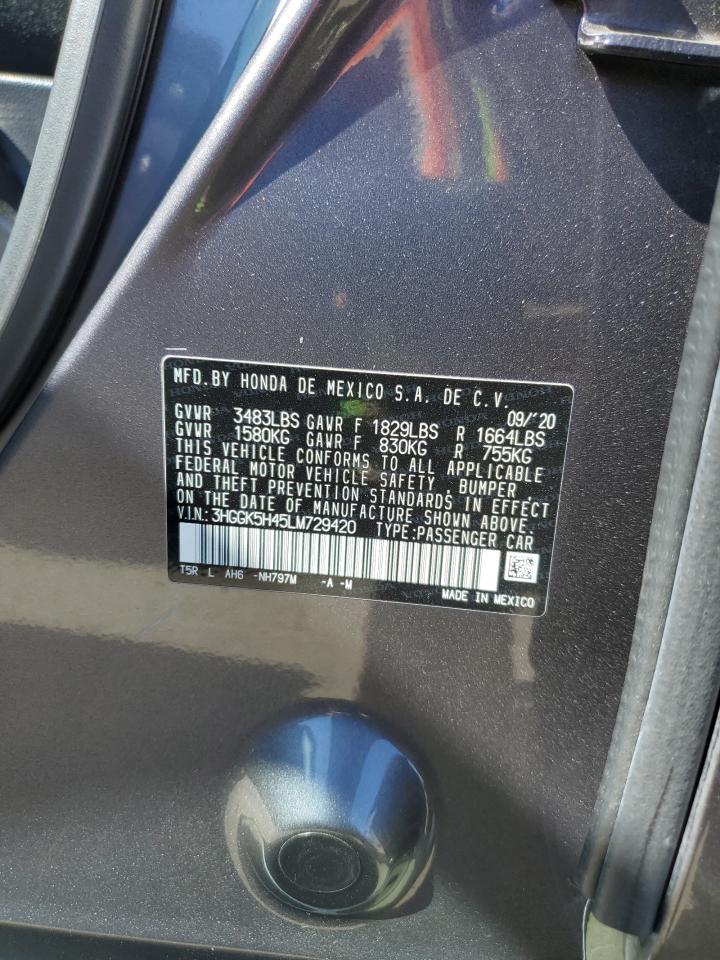 MFD.BY HONDA DE MEXICO S.A. DE C.V.
09/'20
GVWR 3483LBS GAWR F 1829LBS R 1664LBS
GVWR 1580KG GAWR F 830KG R 755KG
THIS VEHICLE CONFORMS TO ALL APPLICABLE
FEDERAL MOTOR VEHICLE SAFETY BUMPER,
AND THEFT PREVENTION STANDARDS IN EFFECT
ON THE DATE OF MANUFACTURE SHOWN ABOVE.
V.I.N.: 3HGGK5H45LM729420 TYPE:PASSENGER CAR
T5R L AH6 -NH797M -A -M
MADE IN MEXICO